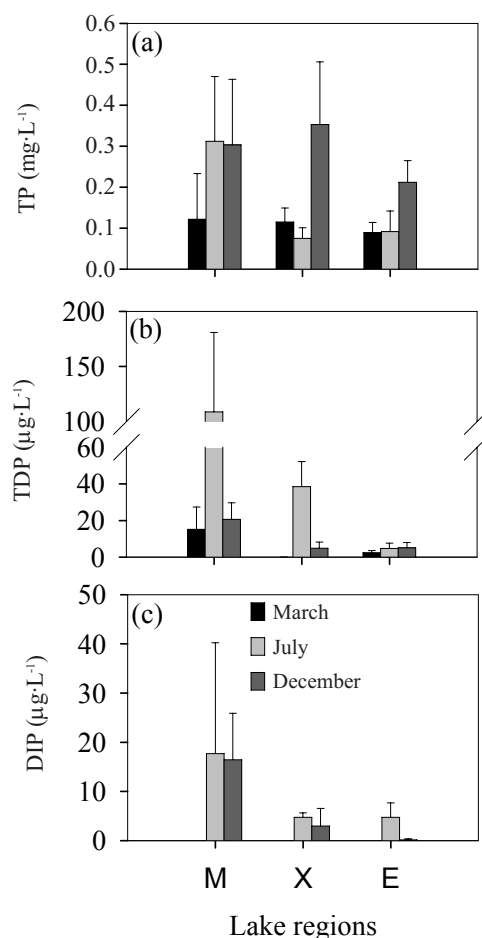 (a)
TP (mg·L⁻¹)
0.6
0.5
0.4
0.3
0.2
0.1
0.0
(b)
TDP (µg·L⁻¹)
200
150
100
60
40
20
0
(c)
DIP (µg·L⁻¹)
50
40
30
20
10
0
March
July
December
M X E
Lake regions